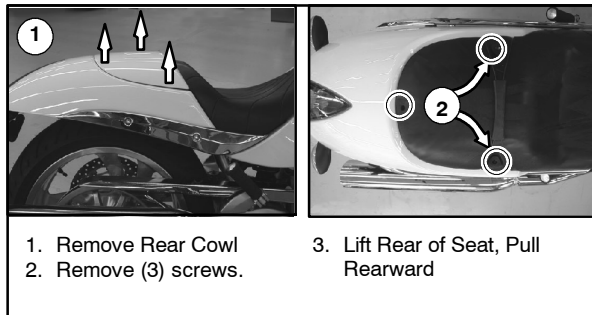 1
2
1. Remove Rear Cowl
2. Remove (3) screws.
3. Lift Rear of Seat, Pull
Rearward